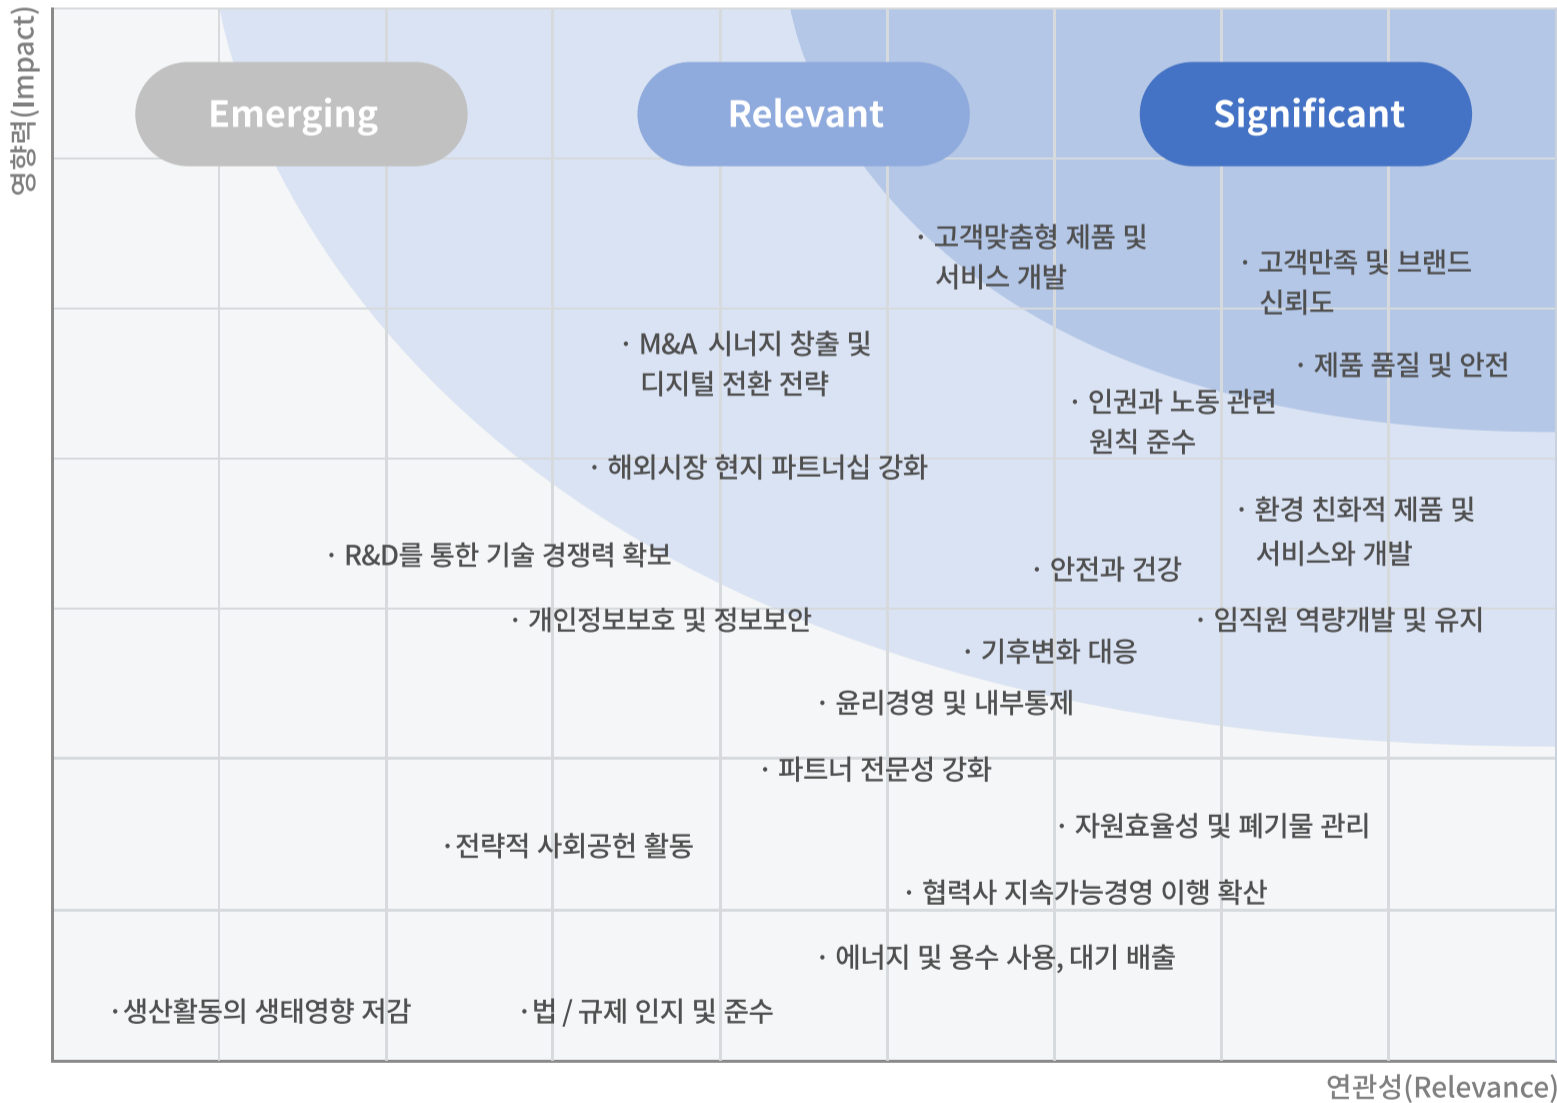 영향력(Impact)
Emerging
Relevant
Significant
· 고객맞춤형 제품 및
서비스 개발
· 고객만족 및 브랜드
신뢰도
· M&A 시너지 창출 및
디지털 전환 전략
· 제품 품질 및 안전
· 인권과 노동 관련
원칙 준수
· 해외시장 현지 파트너십 강화
· 환경 친화적 제품 및
서비스와 개발
· R&D를 통한 기술 경쟁력 확보
· 안전과 건강
· 개인정보보호 및 정보보안
· 임직원 역량개발 및 유지
· 기후변화 대응
· 윤리경영 및 내부통제
· 파트너 전문성 강화
· 자원효율성 및 폐기물 관리
· 전략적 사회공헌 활동
· 협력사 지속가능경영 이행 확산
· 에너지 및 용수 사용, 대기 배출
· 생산활동의 생태영향 저감
· 법 / 규제 인지 및 준수
연관성(Relevance)